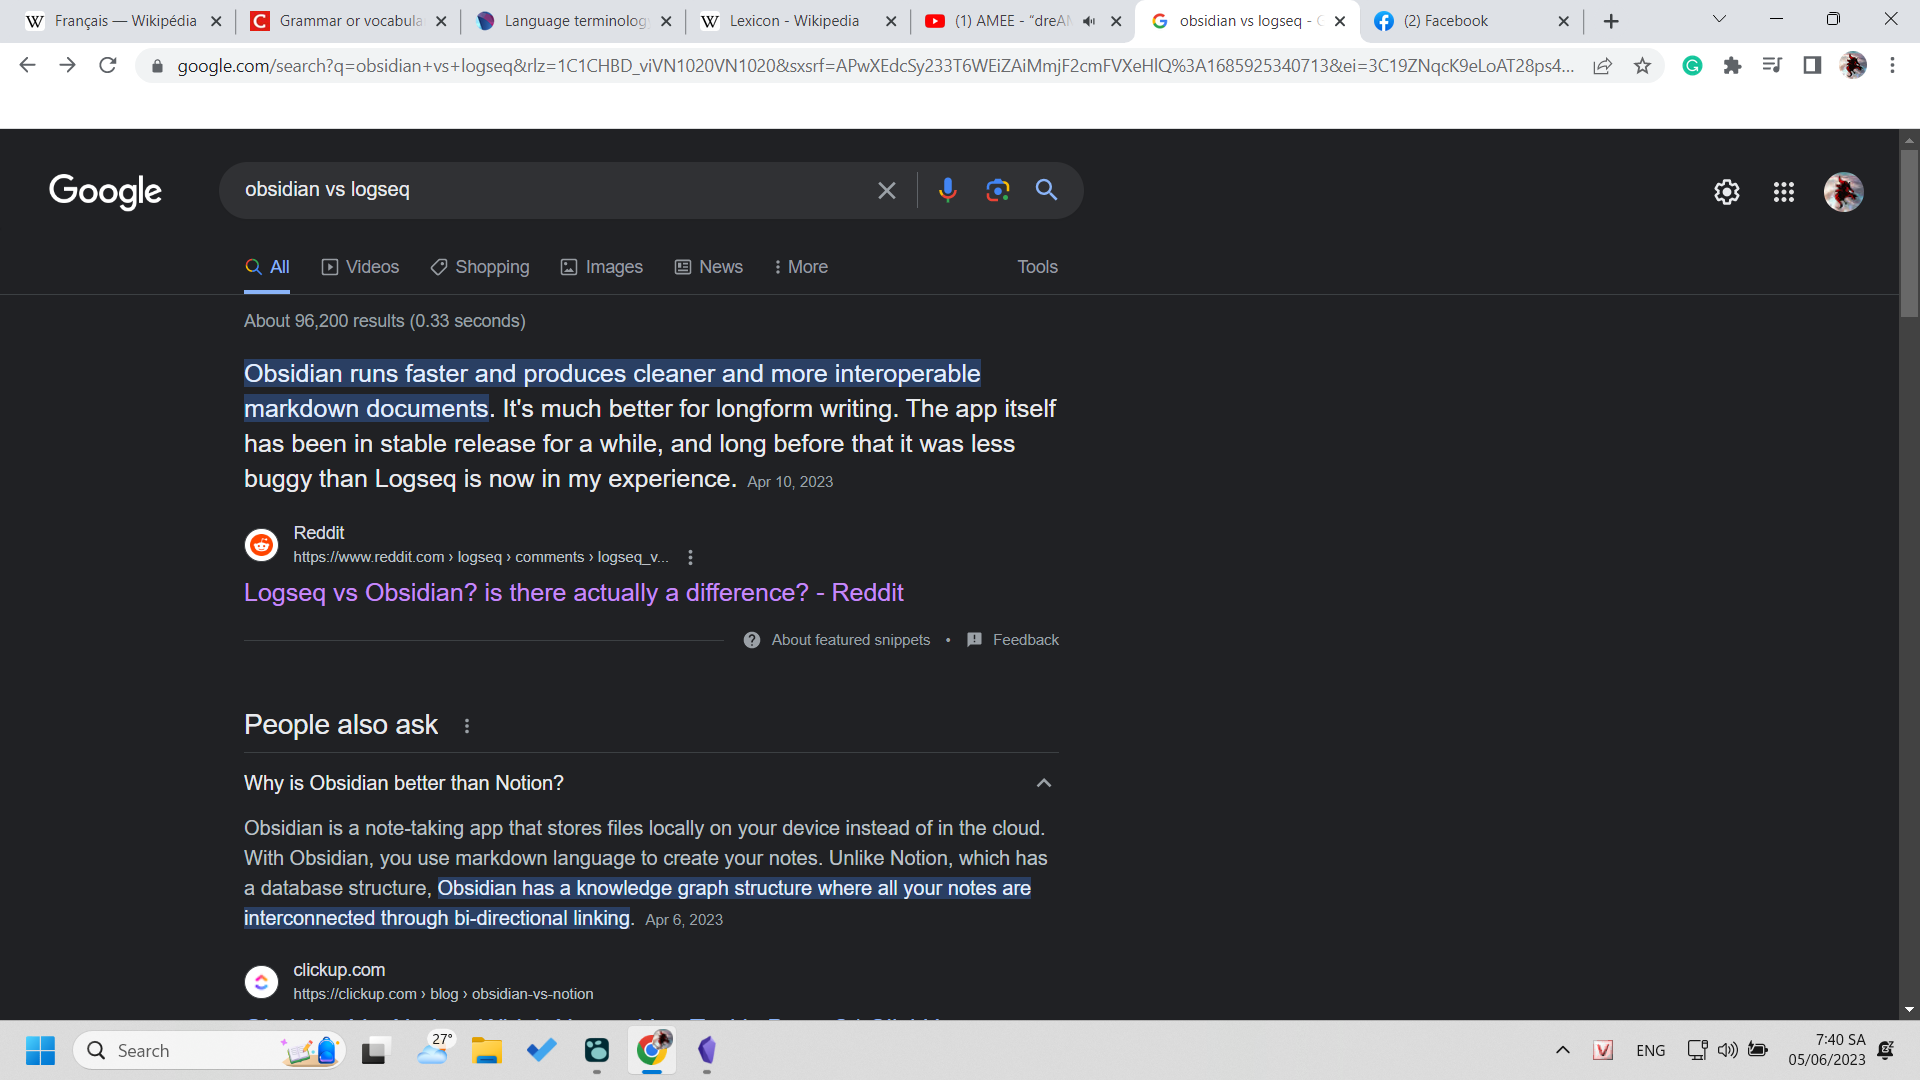 Français — Wikipédia
Grammar or vocabula
Language terminolog
Lexicon - Wikipedia
(1) AMEE - “dreAM
obsidian vs logseq - G
(2) Facebook
google.com/search?q=obsidian+vs+logseq&rlz=1C1CHBD_viVN1020VN1020&sxsrf=APwXEdcSy233T6WEiZAiMmjF2cmFVXeHlQ%3A1685925340713&ei=3C19ZNqcK9eLoAT28ps4...
Google
obsidian vs logseq
All
Videos
Shopping
Images
News
More
Tools
About 96,200 results (0.33 seconds)
Obsidian runs faster and produces cleaner and more interoperable
markdown documents. It's much better for longform writing. The app itself
has been in stable release for a while, and long before that it was less
buggy than Logseq is now in my experience. Apr 10, 2023
Reddit
https://www.reddit.com › logseq › comments › logseq_v...
Logseq vs Obsidian? is there actually a difference? - Reddit
About featured snippets • Feedback
People also ask
Why is Obsidian better than Notion?
Obsidian is a note-taking app that stores files locally on your device instead of in the cloud.
With Obsidian, you use markdown language to create your notes. Unlike Notion, which has
a database structure, Obsidian has a knowledge graph structure where all your notes are
interconnected through bi-directional linking. Apr 6, 2023
clickup.com
https://clickup.com › blog › obsidian-vs-notion
Search
27°
ENG
7:40 SA
05/06/2023